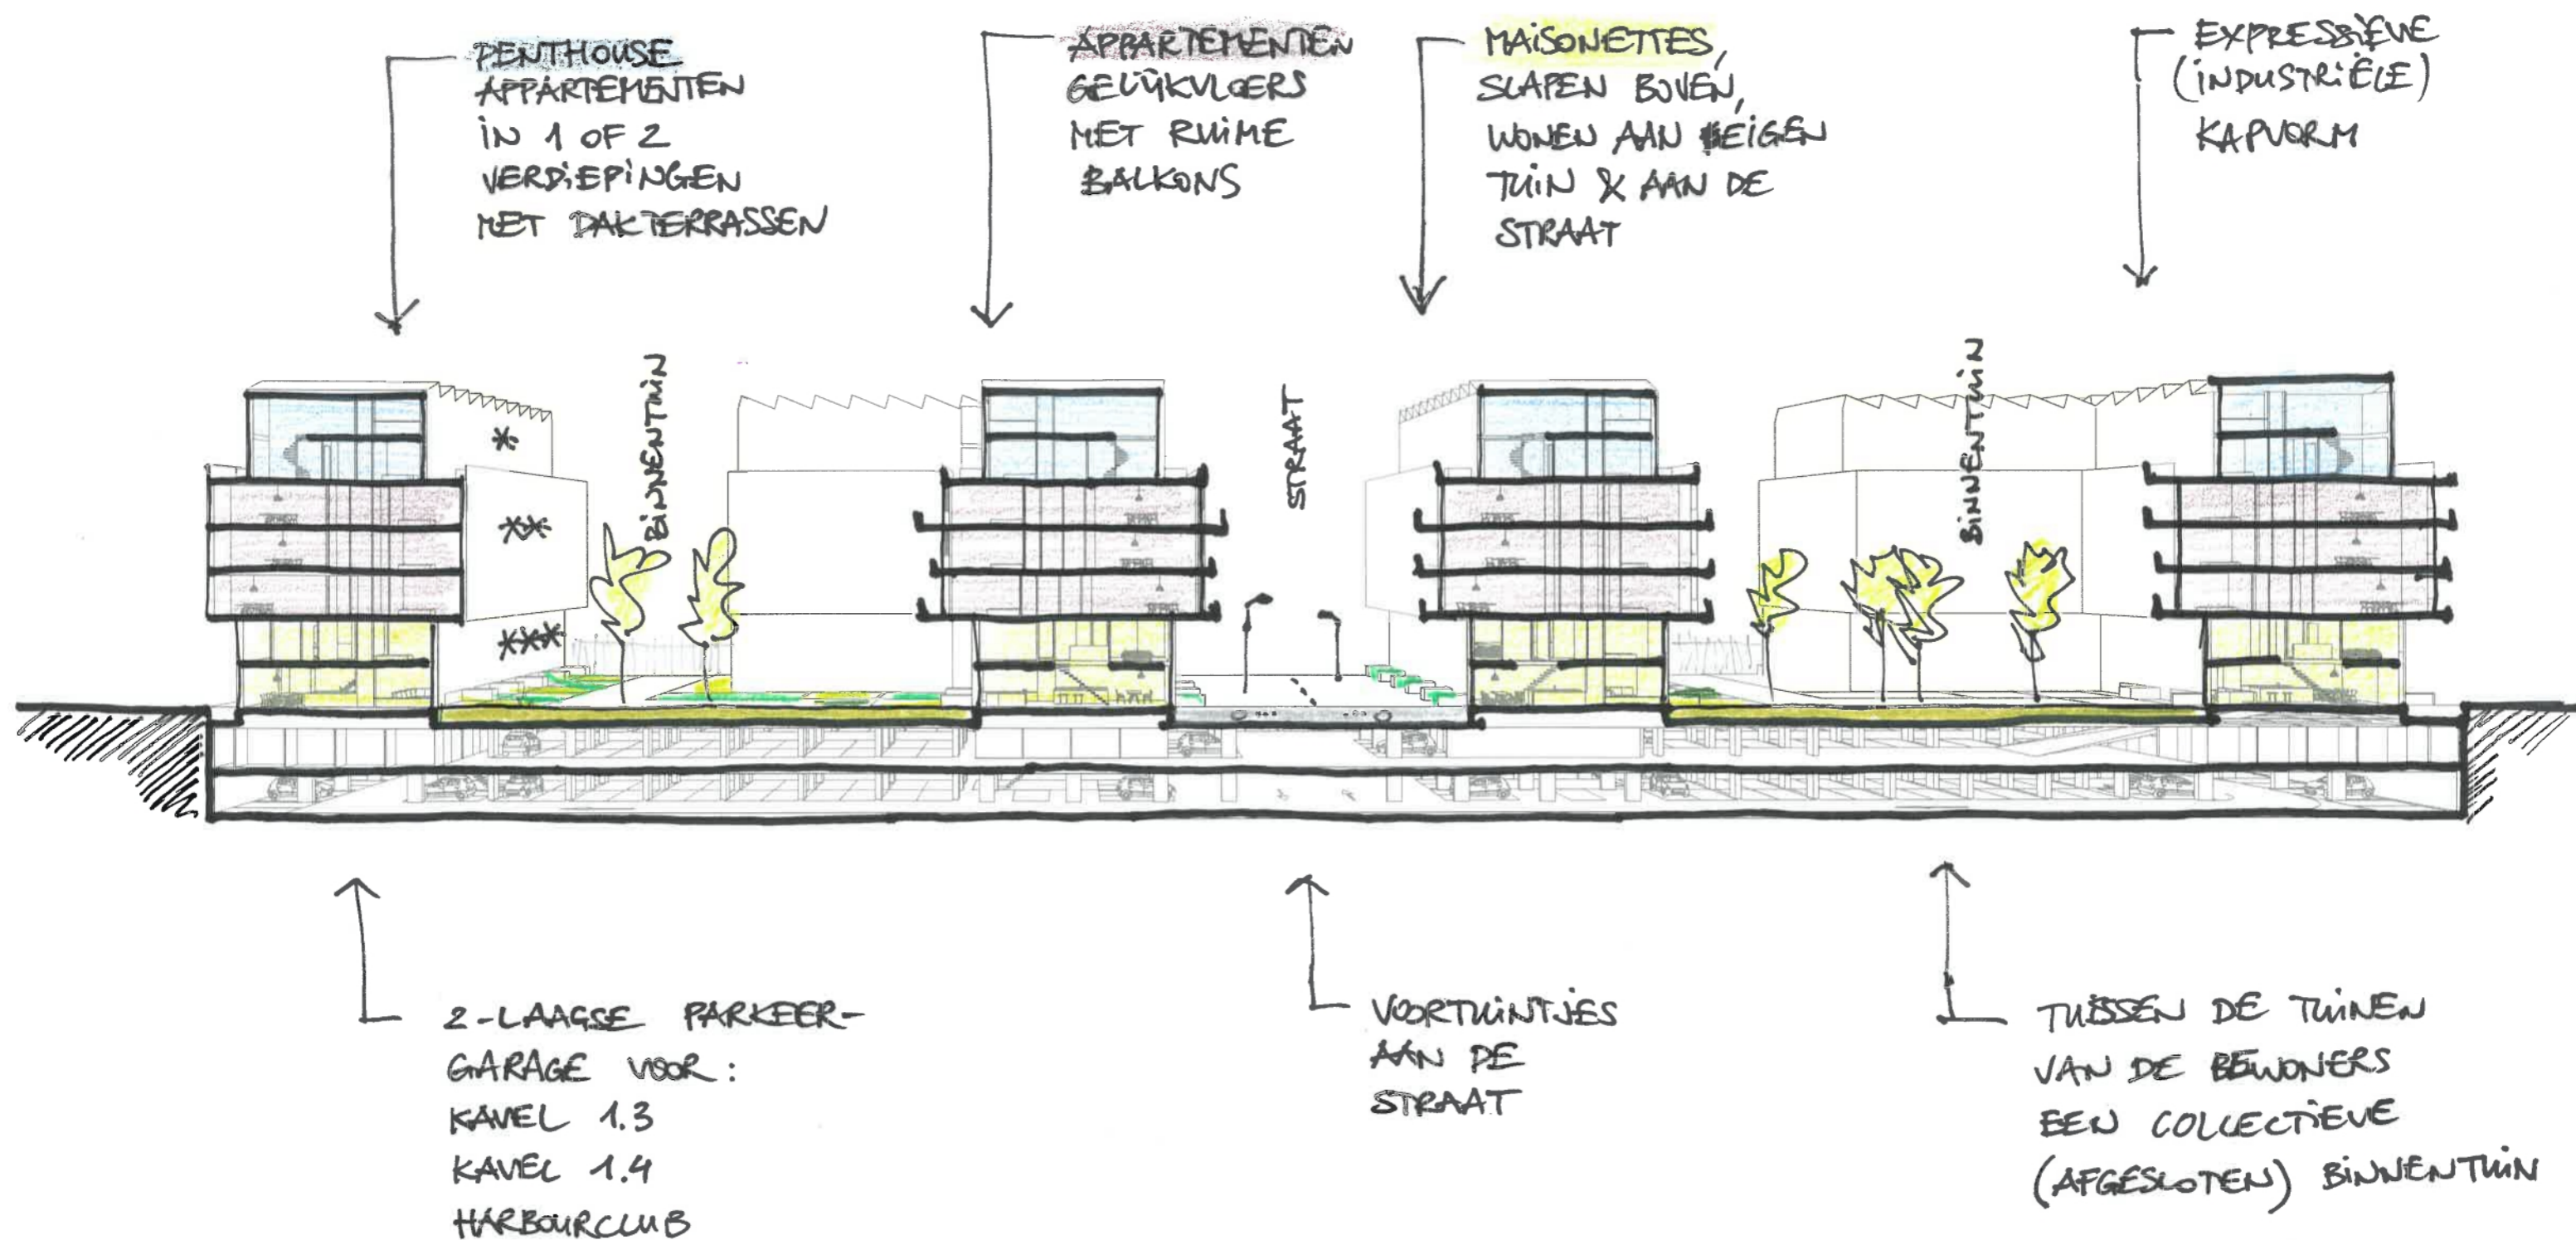 PENTHOUSE
APPARTEMENTEN
IN 1 OF 2
VERDIEPINGEN
MET DAKTERRASSEN
APPARTEMENTEN
GELIJKVLOERS
MET RUIME
BALKONS
MAISONETTES,
SLAPEN BOVEN,
WONEN AAN EIGEN
TUIN & AAN DE
STRAAT
EXPRESSIEVE
(INDUSTRIËLE)
KAPVORM
BINNENTUIN
STRAAT
BINNENTUIN
*
**
***
2-LAAGSE PARKEER-
GARAGE VOOR:
KAVEL 1.3
KAVEL 1.4
HARBOURCLUB
VOORTUINTJES
AAN DE
STRAAT
TUSSEN DE TUINEN
VAN DE BEWONERS
EEN COLLECTIEVE
(AFGESLOTEN) BINNENTUIN